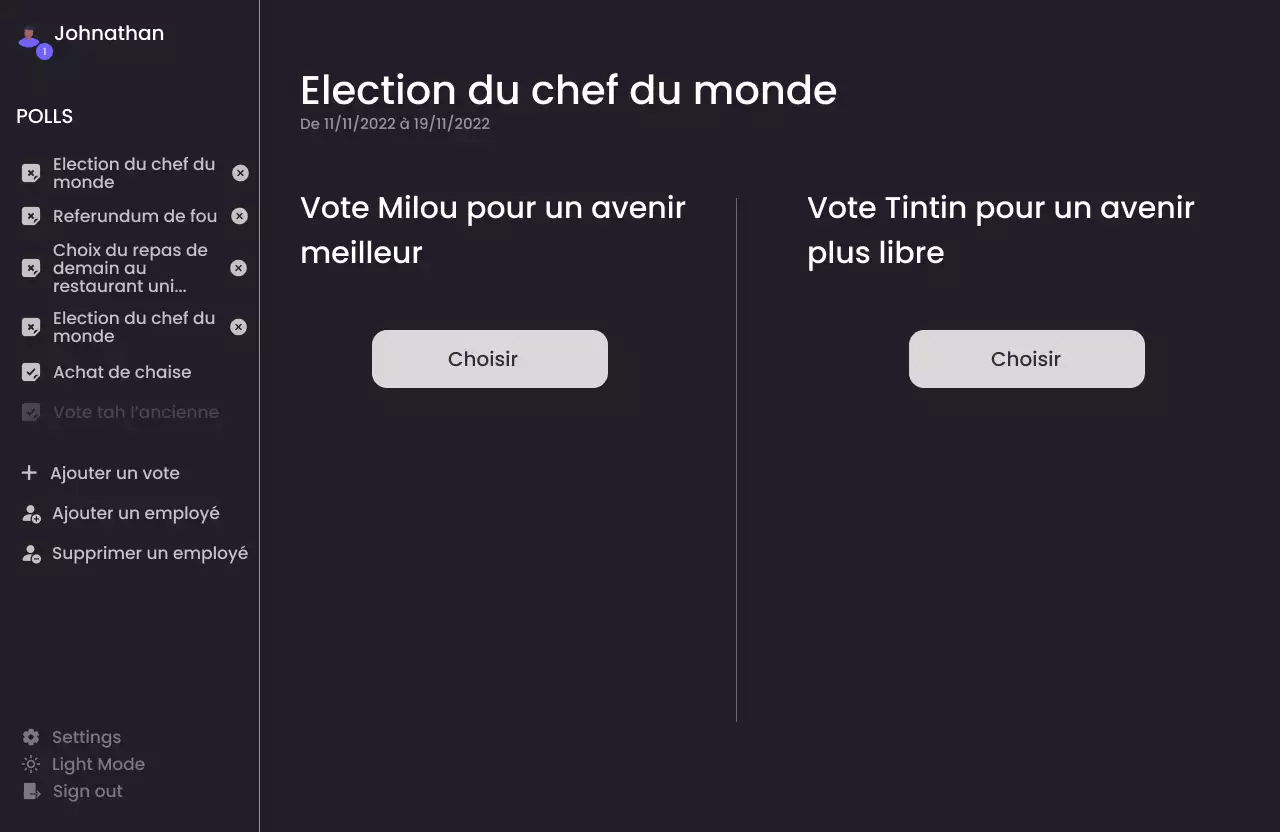 Johnathan
1
POLLS
Election du chef du
monde
Referundum de fou
Choix du repas de
demain au
restaurant uni...
Election du chef du
monde
Achat de chaise
Vote tah l'ancienne
Ajouter un vote
Ajouter un employé
Supprimer un employé
Settings
Light Mode
Sign out
Election du chef du monde
De 11/11/2022 à 19/11/2022
Vote Milou pour un avenir
meilleur
Choisir
Vote Tintin pour un avenir
plus libre
Choisir